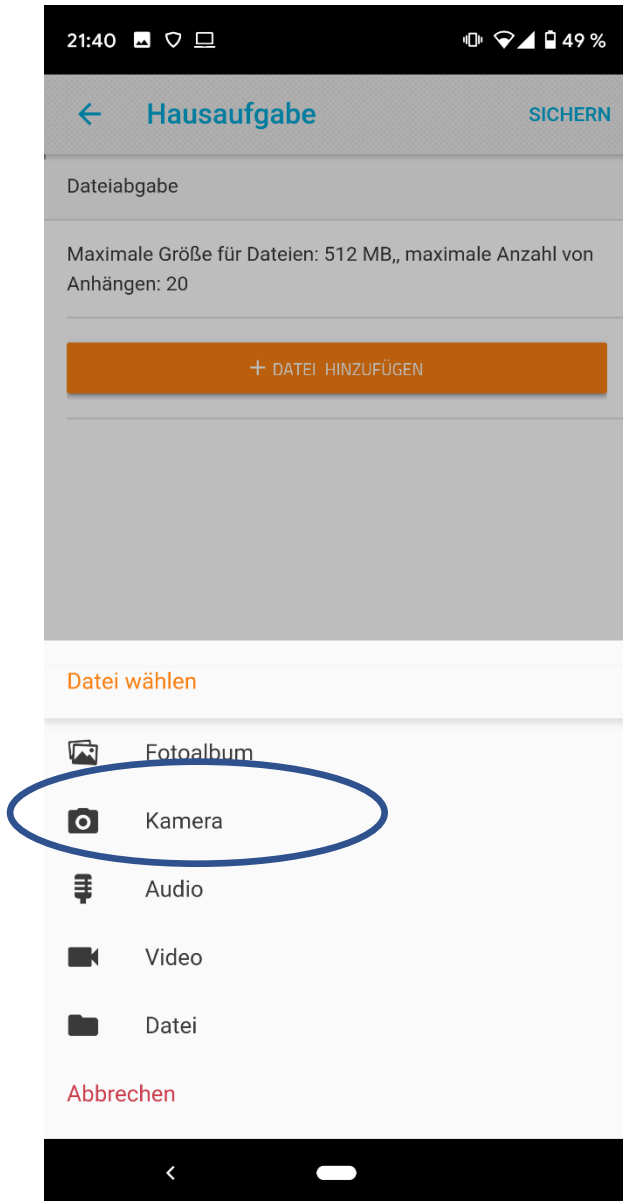 21:40 49 %
Hausaufgabe SICHERN
Dateiabgabe
Maximale Größe für Dateien: 512 MB,, maximale Anzahl von
Anhängen: 20
+ DATEI HINZUFÜGEN
Datei wählen
Fotoalbum
Kamera
Audio
Video
Datei
Abbrechen